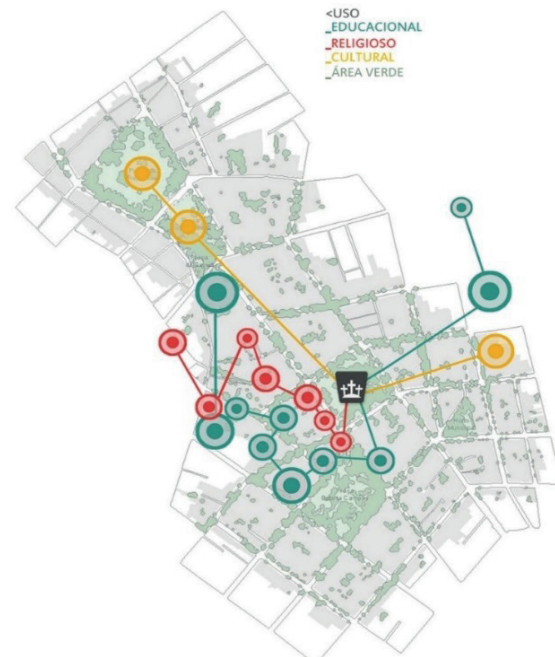 <USO
_EDUCACIONAL
_RELIGIOSO
_CULTURAL
_ÁREA VERDE